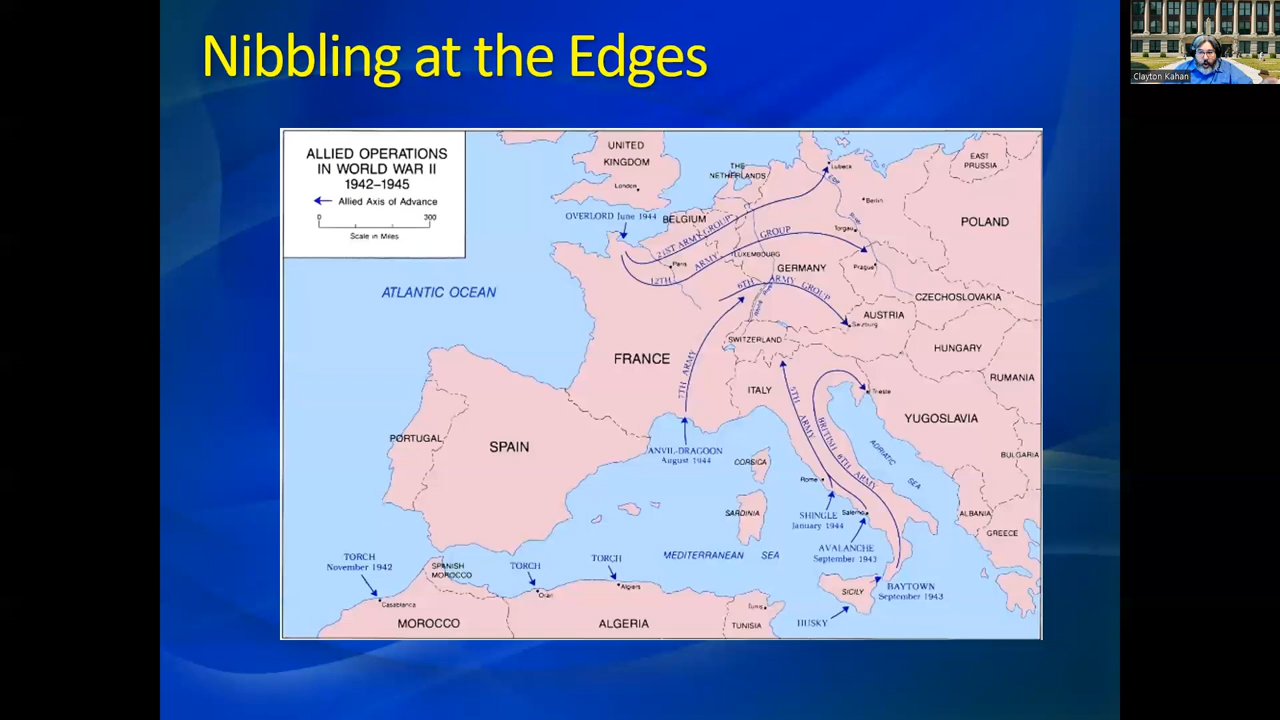 Nibbling at the Edges
Clayton Kahan
ALLIED OPERATIONS
IN WORLD WAR II
1942–1945
Allied Axis of Advance
0 300
Scale in Miles
UNITED
KINGDOM
London
THE
NETHERLANDS
Lubeck
EAST
PRUSSIA
Berlin
OVERLORD June 1944
BELGIUM
21ST ARMY GROUP
POLAND
Torgau
12TH ARMY GROUP
Paris
LUXEMBOURG
GERMANY
Prague
6TH ARMY GROUP
ATLANTIC OCEAN
CZECHOSLOVAKIA
AUSTRIA
Salzburg
SWITZERLAND
HUNGARY
FRANCE
7TH ARMY
RUMANIA
ITALY
5TH ARMY
Trieste
YUGOSLAVIA
BRITISH 8TH ARMY
PORTUGAL
SPAIN
ANVIL-DRAGOON
August 1944
CORSICA
ADRIATIC
SEA
BULGARIA
Rome
SARDINIA
SHINGLE
January 1944
Salerno
ALBANIA
GREECE
AVALANCHE
September 1943
MEDITERRANEAN SEA
TORCH
November 1942
SPANISH
MOROCCO
TORCH
TORCH
Casablanca
Oran
Algiers
Tunis
SICILY
BAYTOWN
September 1943
HUSKY
MOROCCO
ALGERIA
TUNISIA